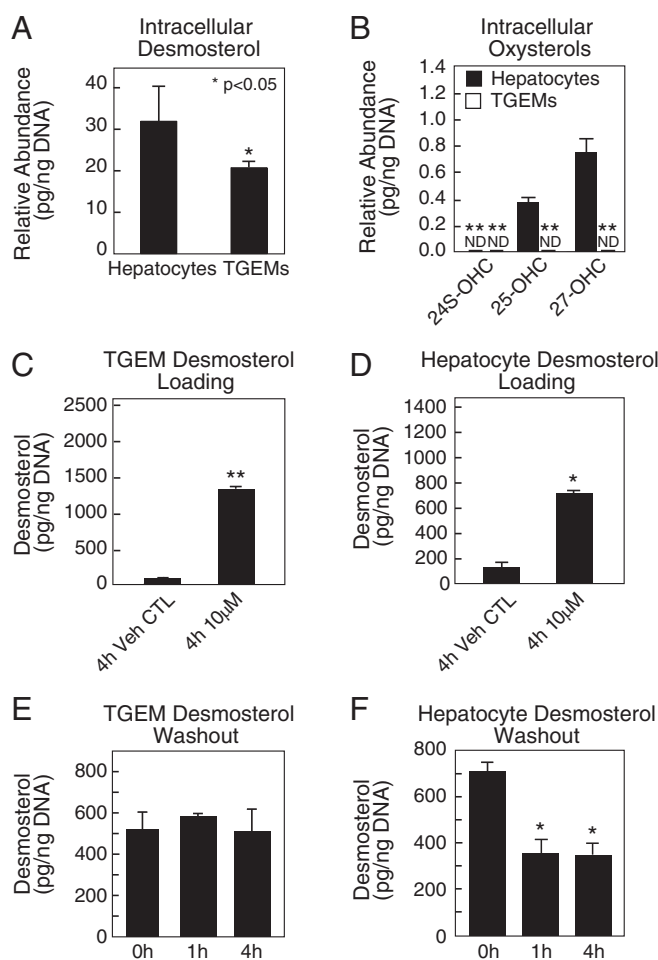 A
Intracellular
Desmosterol
Relative Abundance
(pg/ng DNA)
40
30
20
10
0
* p<0.05
*
Hepatocytes TGEMs
B
Intracellular
Oxysterols
Relative Abundance
(pg/ng DNA)
1.4
1.2
1.0
0.8
0.6
0.4
0.2
0.0
Hepatocytes
TGEMs
** ** ** **
ND ND ND ND
24S-OHC
25-OHC
27-OHC
C
TGEM Desmosterol
Loading
Desmosterol
(pg/ng DNA)
2500
2000
1500
1000
500
0
**
4h Veh CTL
4h 10μM
D
Hepatocyte Desmosterol
Loading
Desmosterol
(pg/ng DNA)
1400
1200
1000
800
600
400
200
0
*
4h Veh CTL
4h 10μM
E
TGEM Desmosterol
Washout
Desmosterol
(pg/ng DNA)
800
600
400
200
0
0h 1h 4h
F
Hepatocyte Desmosterol
Washout
Desmosterol
(pg/ng DNA)
800
600
400
200
0
* *
0h 1h 4h